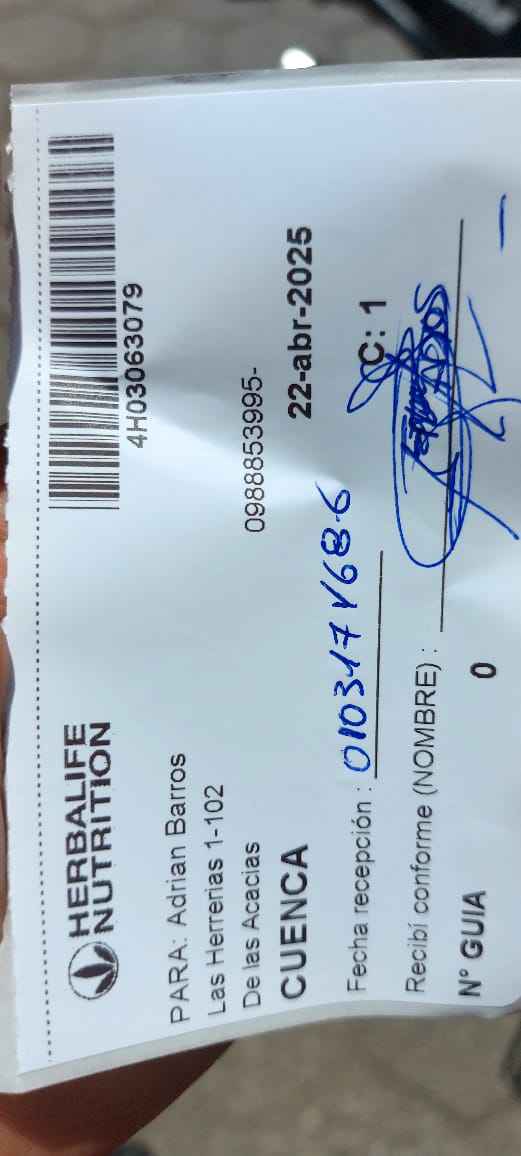 HERBALIFE
NUTRITION
4H03063079
PARA: Adrian Barros
Las Herrerias 1-102
De las Acacias
0988853995-
CUENCA
22-abr-2025
Fecha recepción :
C: 1
Recibí conforme (NOMBRE) :
N° GUIA
0